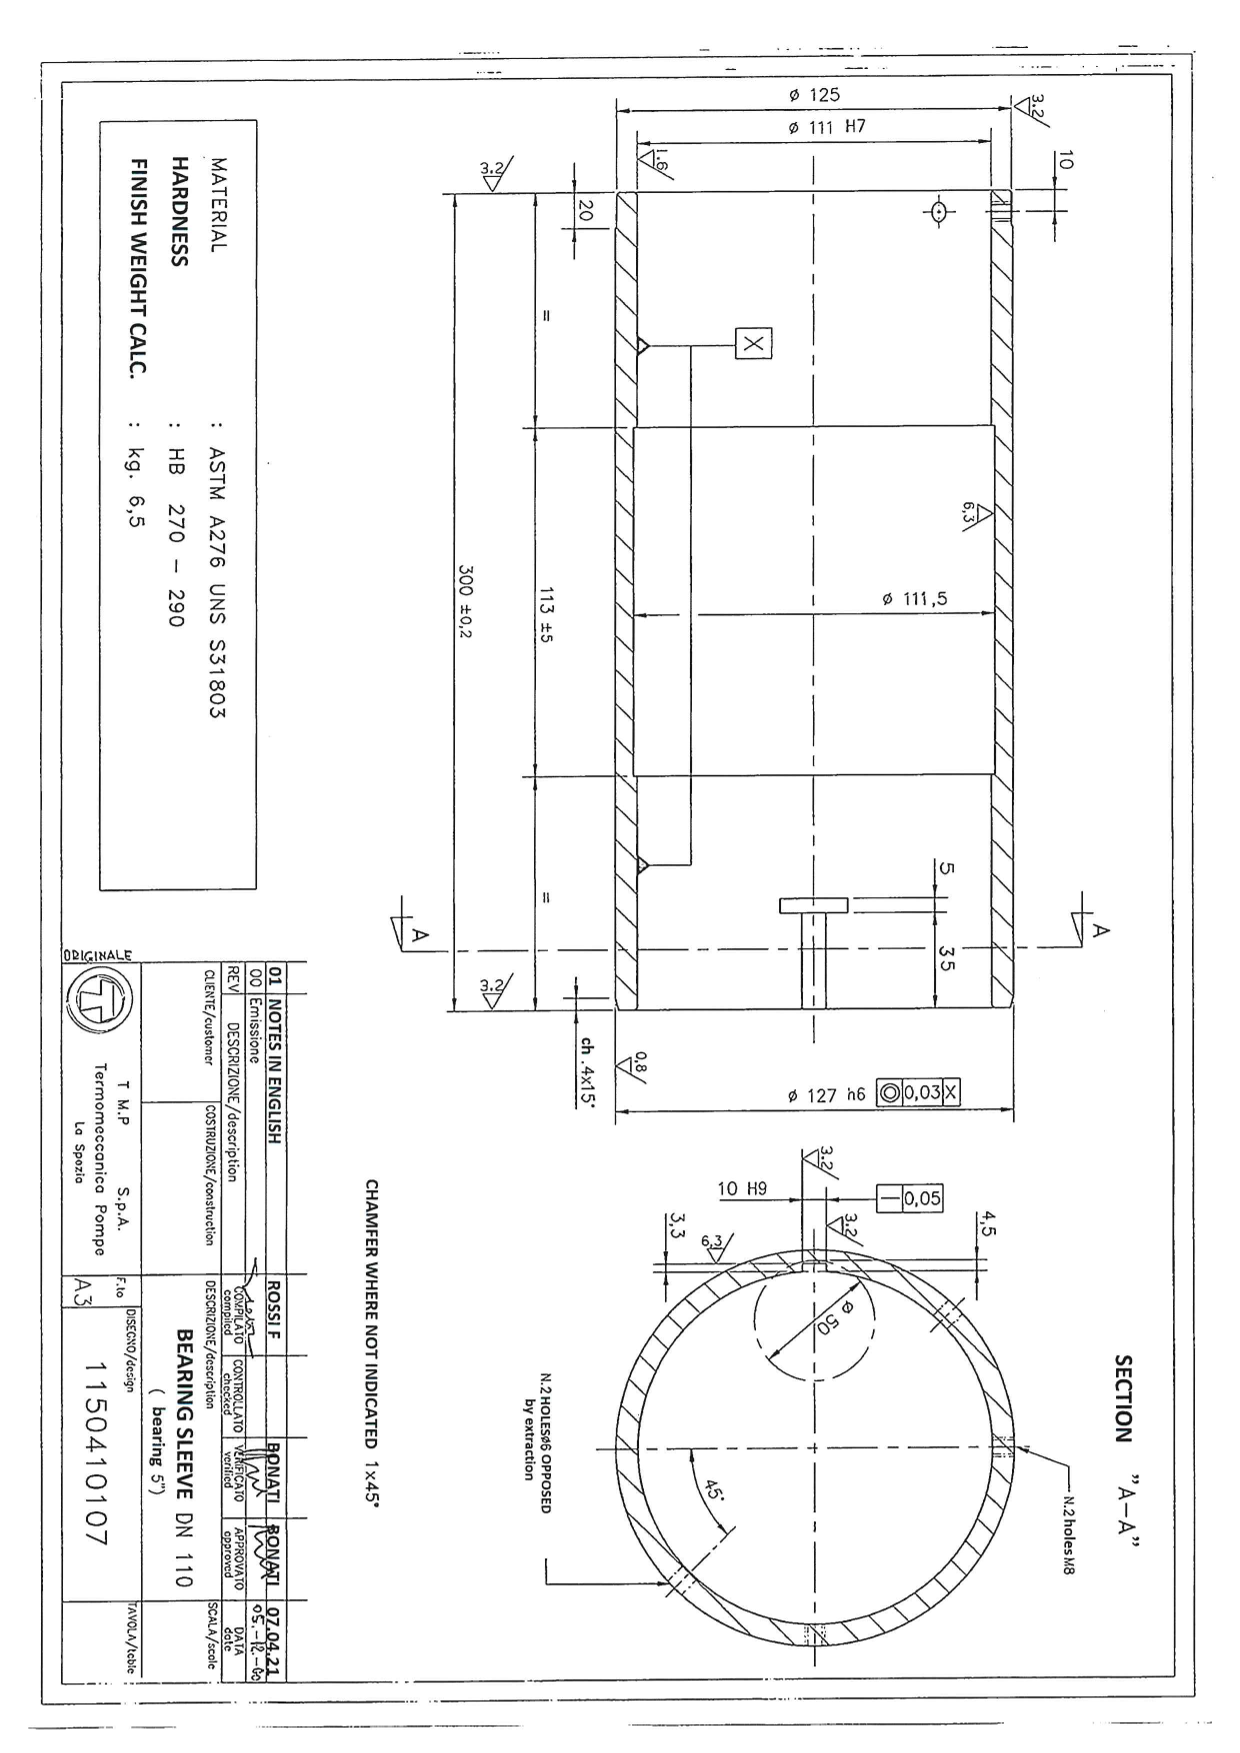 SECTION "A-A"
A
A
N.2 holes M8
3.2
10
5
35
4,5
0,05
⌀ 125
⌀ 111 H7
⌀ 127 h6
0,03
X
10 H9
3.2
3.2
6,3
3,3
⌀ 50
45°
⌀ 111,5
6,3
X
1.6
0,8
20
3.2
3.2
=
113 ±5
=
300 ±0,2
ch .4x15°
N.2 HOLESø6 OPPOSED
by extraction
CHAMFER WHERE NOT INDICATED 1x45°
MATERIAL : ASTM A276 UNS S31803
HARDNESS : HB 270 – 290
FINISH WEIGHT CALC. : kg. 6,5
01 NOTES IN ENGLISH ROSSI F BONATI BONATI 07.04.21
00 Emissione 05.-12.-00
REV DESCRIZIONE/description COMPILATO compiled CONTROLLATO checked VERIFICATO verified APPROVATO approved DATA date
CLIENTE/customer COSTRUZIONE/construction DESCRIZIONE/description SCALA/scale
BEARING SLEEVE DN 110
( bearing 5")
ORIGINALE
T M.P S.p.A.
Termomeccanica Pompe
La Spezia
F.to
A3
DISEGNO/design
1150410107
TAVOLA/table